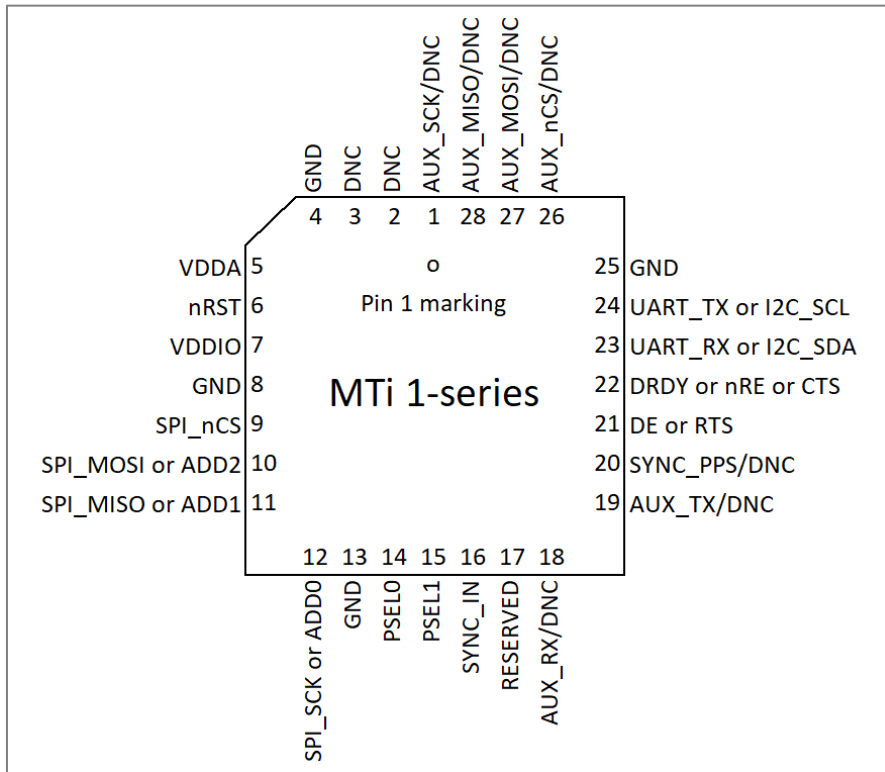 GND
DNC
DNC
AUX_SCK/DNC
AUX_MISO/DNC
AUX_MOSI/DNC
AUX_nCS/DNC
4 3 2 1 28 27 26
VDDA 5 o 25 GND
Pin 1 marking
nRST 6 24 UART_TX or I2C_SCL
VDDIO 7 23 UART_RX or I2C_SDA
GND 8 MTi 1-series 22 DRDY or nRE or CTS
SPI_nCS 9 21 DE or RTS
SPI_MOSI or ADD2 10 20 SYNC_PPS/DNC
SPI_MISO or ADD1 11 19 AUX_TX/DNC
12 13 14 15 16 17 18
SPI_SCK or ADD0
GND
PSEL0
PSEL1
SYNC_IN
RESERVED
AUX_RX/DNC